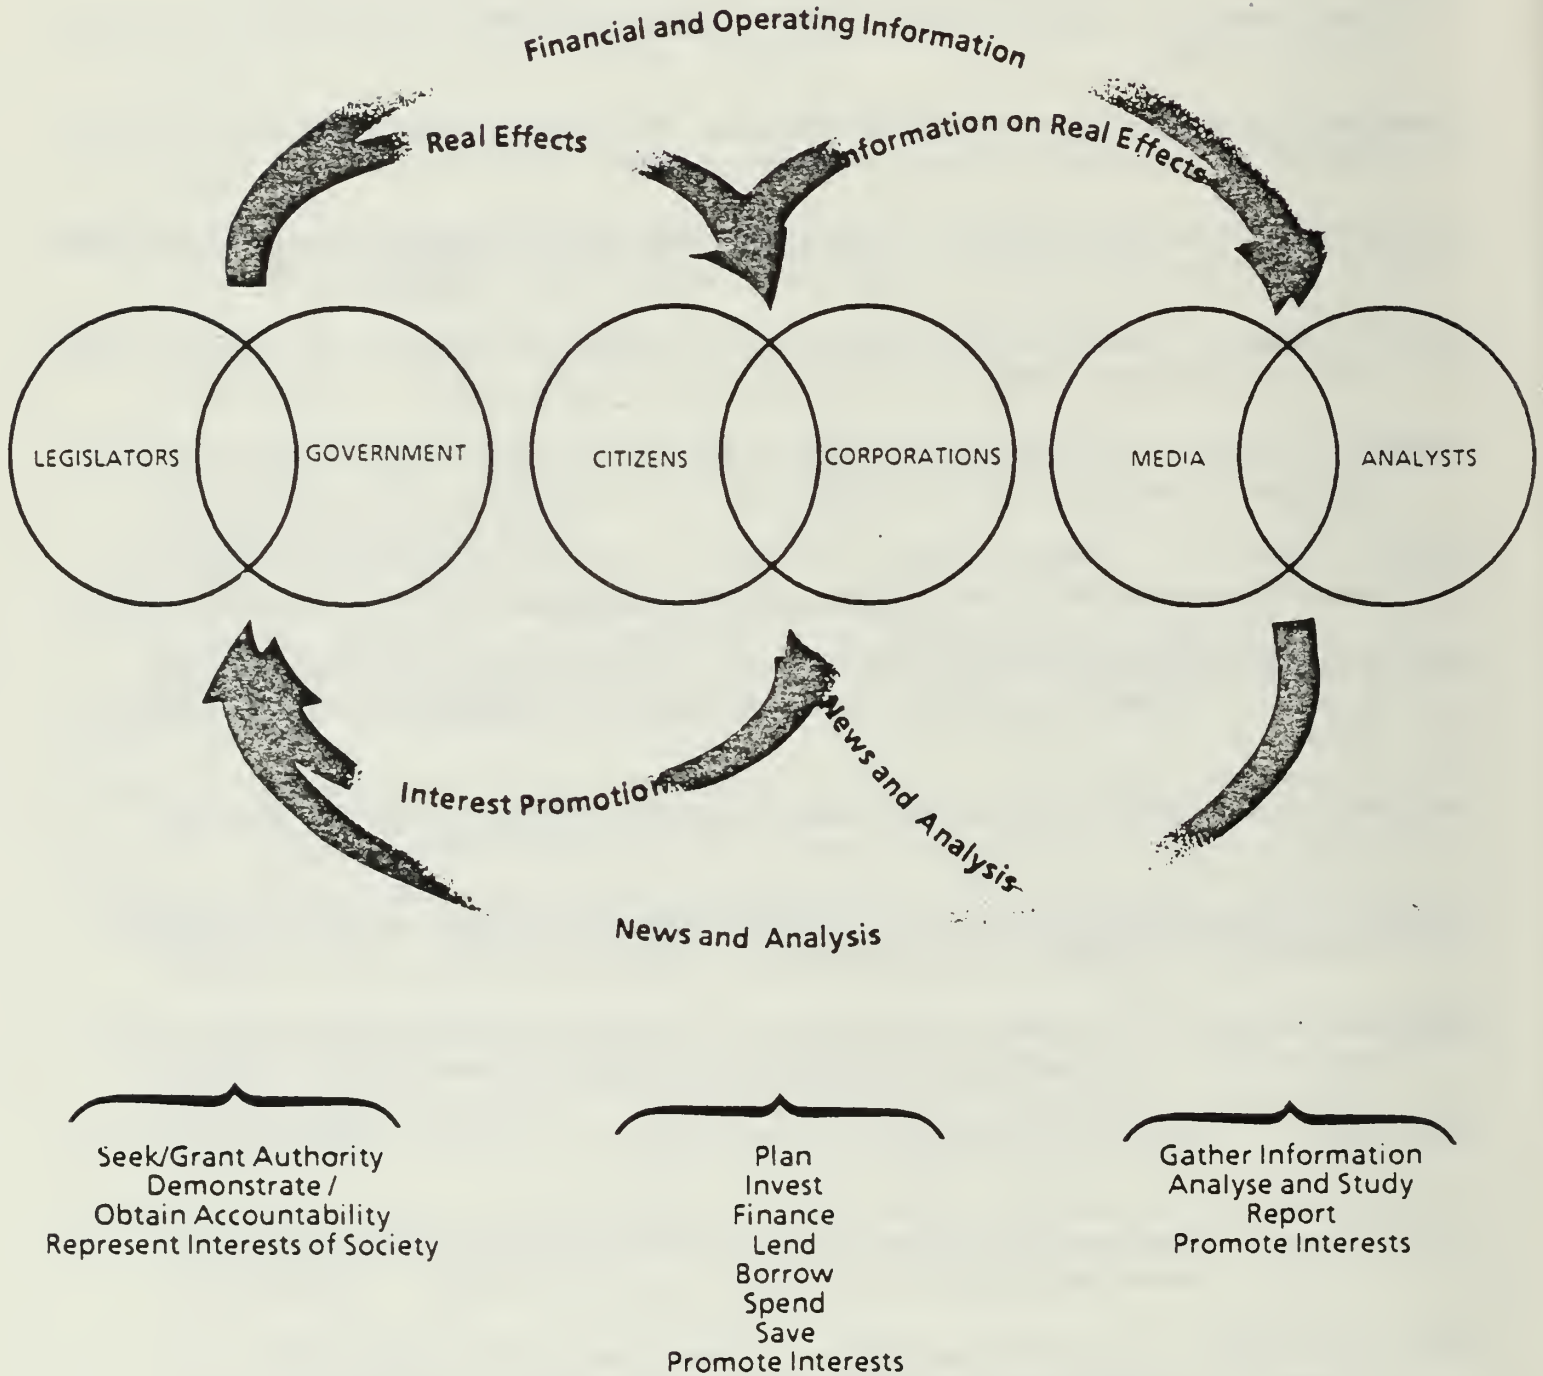 Financial and Operating Information
Real Effects
Information on Real Effects
LEGISLATORS
GOVERNMENT
CITIZENS
CORPORATIONS
MEDIA
ANALYSTS
Interest Promotion
News and Analysis
News and Analysis
Seek/Grant Authority
Demonstrate /
Obtain Accountability
Represent Interests of Society
Plan
Invest
Finance
Lend
Borrow
Spend
Save
Promote Interests
Gather Information
Analyse and Study
Report
Promote Interests